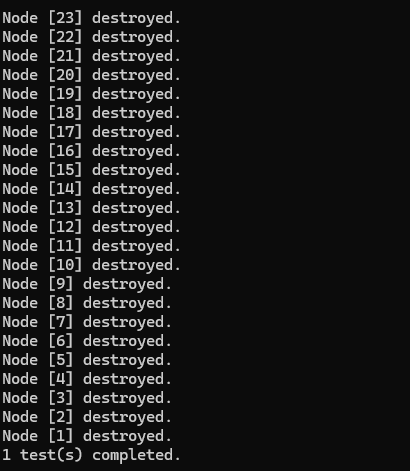 Node [23] destroyed.
Node [22] destroyed.
Node [21] destroyed.
Node [20] destroyed.
Node [19] destroyed.
Node [18] destroyed.
Node [17] destroyed.
Node [16] destroyed.
Node [15] destroyed.
Node [14] destroyed.
Node [13] destroyed.
Node [12] destroyed.
Node [11] destroyed.
Node [10] destroyed.
Node [9] destroyed.
Node [8] destroyed.
Node [7] destroyed.
Node [6] destroyed.
Node [5] destroyed.
Node [4] destroyed.
Node [3] destroyed.
Node [2] destroyed.
Node [1] destroyed.
1 test(s) completed.